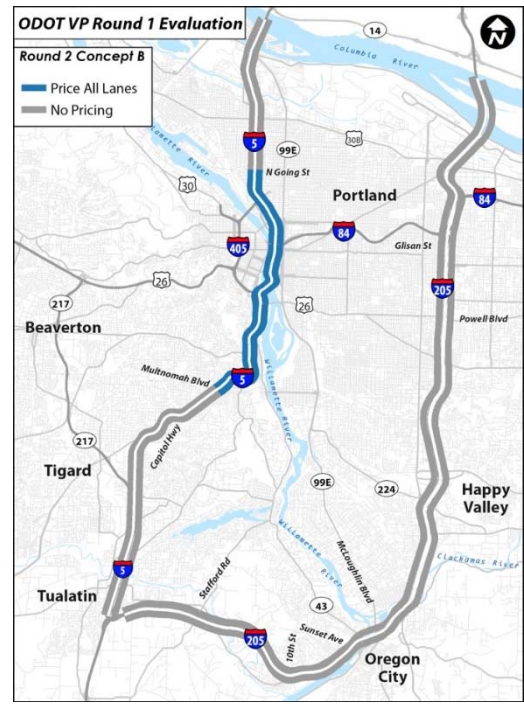 ODOT VP Round 1 Evaluation
Round 2 Concept B
Price All Lanes
No Pricing
14
N
Columbia River
5
99E
30B
N Going St
Willamette River
30
Portland
84
84
405
Glisan St
26
205
217
26
Powell Blvd
Beaverton
Multnomah Blvd
5
Willamette River
Capitol Hwy
217
Tigard
99E
224
Happy
Valley
Willamette River
McLoughlin Blvd
Clackamas River
5
Stafford Rd
Tualatin
43
205
10th St
Sunset Ave
Oregon
City